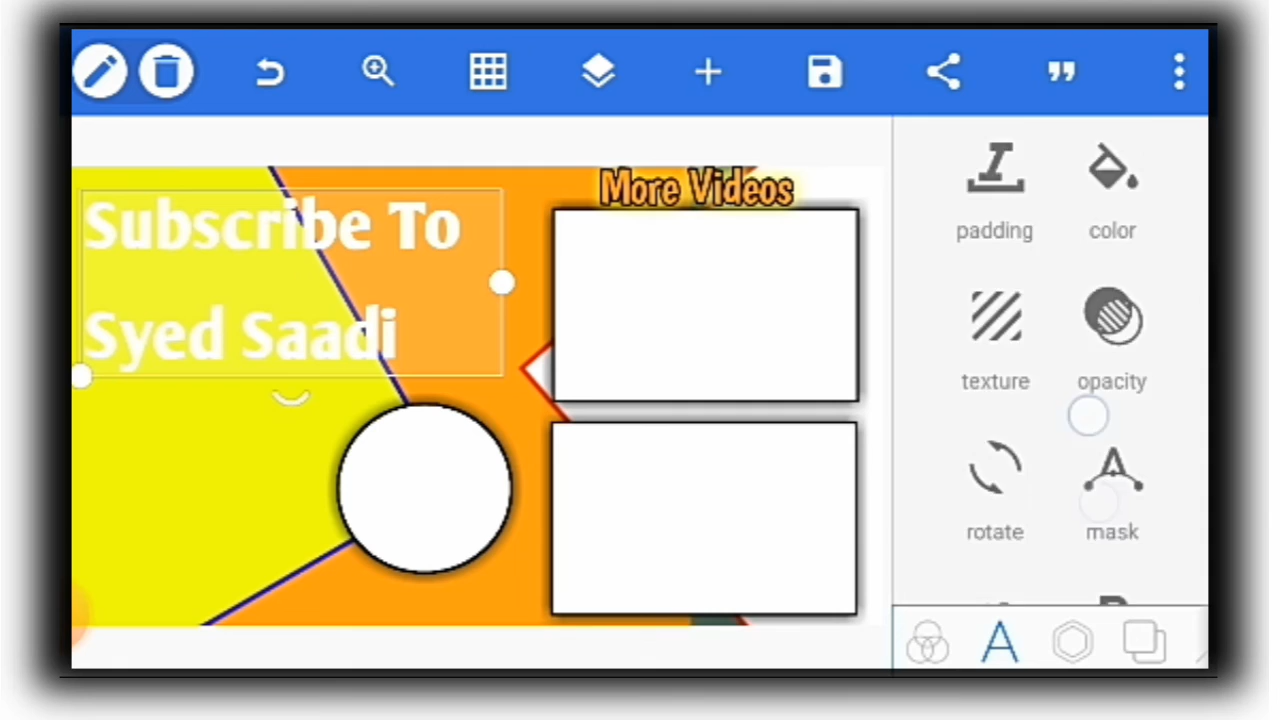 More Videos
Subscribe To
Syed Saadi
padding
color
texture
opacity
rotate
mask